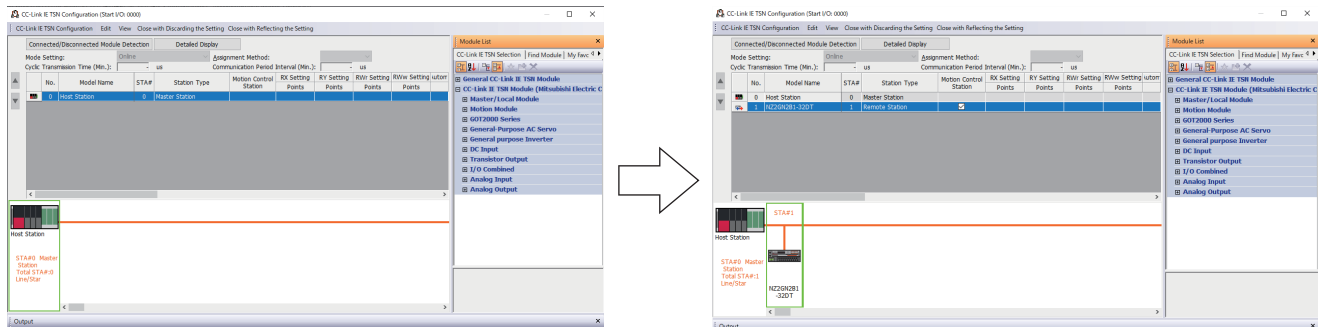 CC-Link IE TSN Configuration (Start I/O: 0000)
CC-Link IE TSN Configuration Edit View Close with Discarding the Setting Close with Reflecting the Setting
Connected/Disconnected Module Detection Detailed Display
Mode Setting: Online Assignment Method:
Cyclic Transmission Time (Min.): - us Communication Period Interval (Min.): - us
No. Model Name STA# Station Type Motion Control Station RX Setting Points RY Setting Points RWr Setting Points RWw Setting Points utom
0 Host Station 0 Master Station
Host Station
STA#0 Master
Station
Total STA#:0
Line/Star
Output
Module List
CC-Link IE TSN Selection Find Module My Favc
General CC-Link IE TSN Module
CC-Link IE TSN Module (Mitsubishi Electric C
Master/Local Module
Motion Module
GOT2000 Series
General-Purpose AC Servo
General purpose Inverter
DC Input
Transistor Output
I/O Combined
Analog Input
Analog Output
CC-Link IE TSN Configuration (Start I/O: 0000)
CC-Link IE TSN Configuration Edit View Close with Discarding the Setting Close with Reflecting the Setting
Connected/Disconnected Module Detection Detailed Display
Mode Setting: Online Assignment Method:
Cyclic Transmission Time (Min.): - us Communication Period Interval (Min.): - us
No. Model Name STA# Station Type Motion Control Station RX Setting Points RY Setting Points RWr Setting Points RWw Setting Points utom
0 Host Station 0 Master Station
1 NZ2GN2B1-32DT 1 Remote Station
STA#1
Host Station
STA#0 Master
Station
Total STA#:1
Line/Star
NZ2GN2B1
-32DT
Output
Module List
CC-Link IE TSN Selection Find Module My Favc
General CC-Link IE TSN Module
CC-Link IE TSN Module (Mitsubishi Electric C
Master/Local Module
Motion Module
GOT2000 Series
General-Purpose AC Servo
General purpose Inverter
DC Input
Transistor Output
I/O Combined
Analog Input
Analog Output